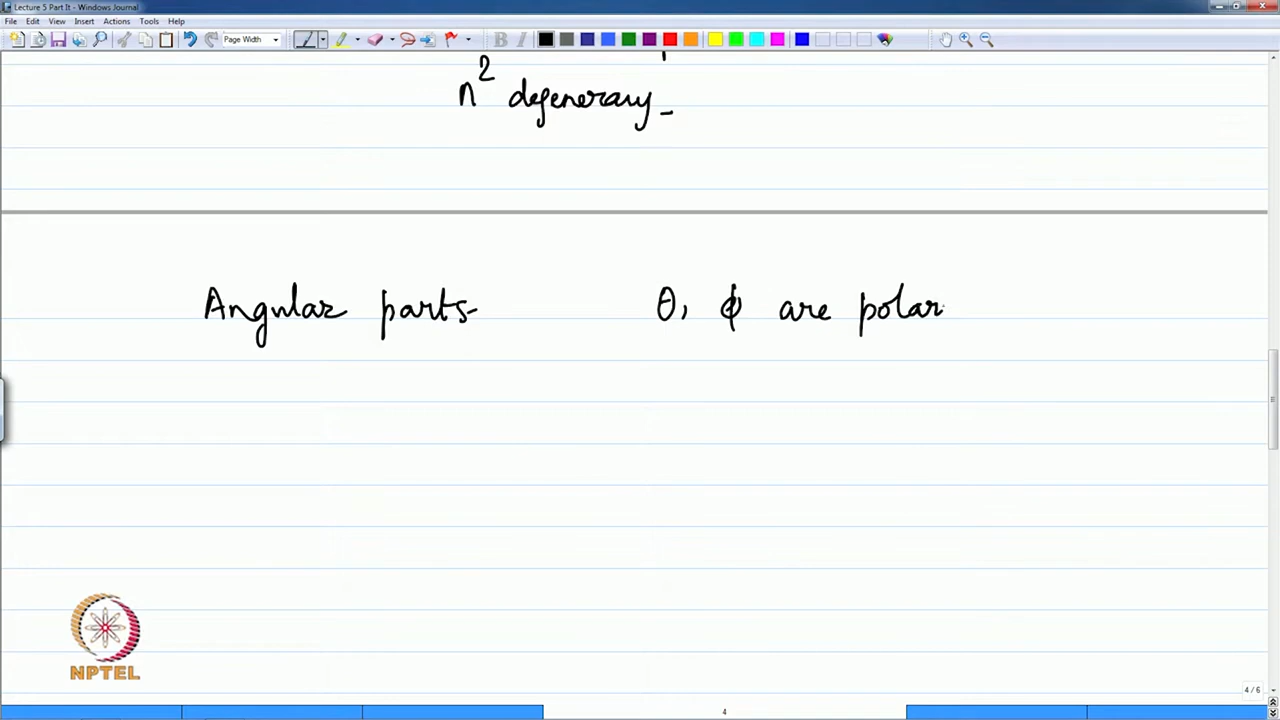 Lecture 5 Part II - Windows Journal
File Edit View Insert Actions Tools Help
Page Width
n² degeneracy -
Angular parts- θ, φ are polar
NPTEL
4 / 6
4